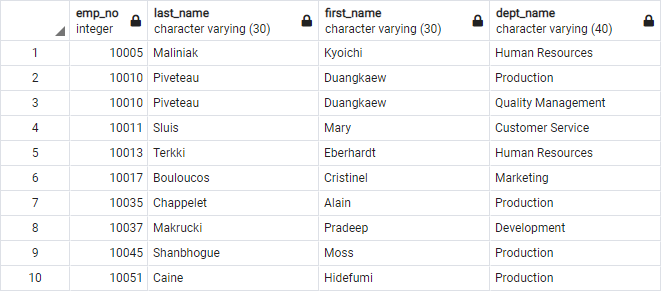 emp_no last_name first_name dept_name
integer character varying (30) character varying (30) character varying (40)
1 10005 Maliniak Kyoichi Human Resources
2 10010 Piveteau Duangkaew Production
3 10010 Piveteau Duangkaew Quality Management
4 10011 Sluis Mary Customer Service
5 10013 Terkki Eberhardt Human Resources
6 10017 Bouloucos Cristinel Marketing
7 10035 Chappelet Alain Production
8 10037 Makrucki Pradeep Development
9 10045 Shanbhogue Moss Production
10 10051 Caine Hidefumi Production